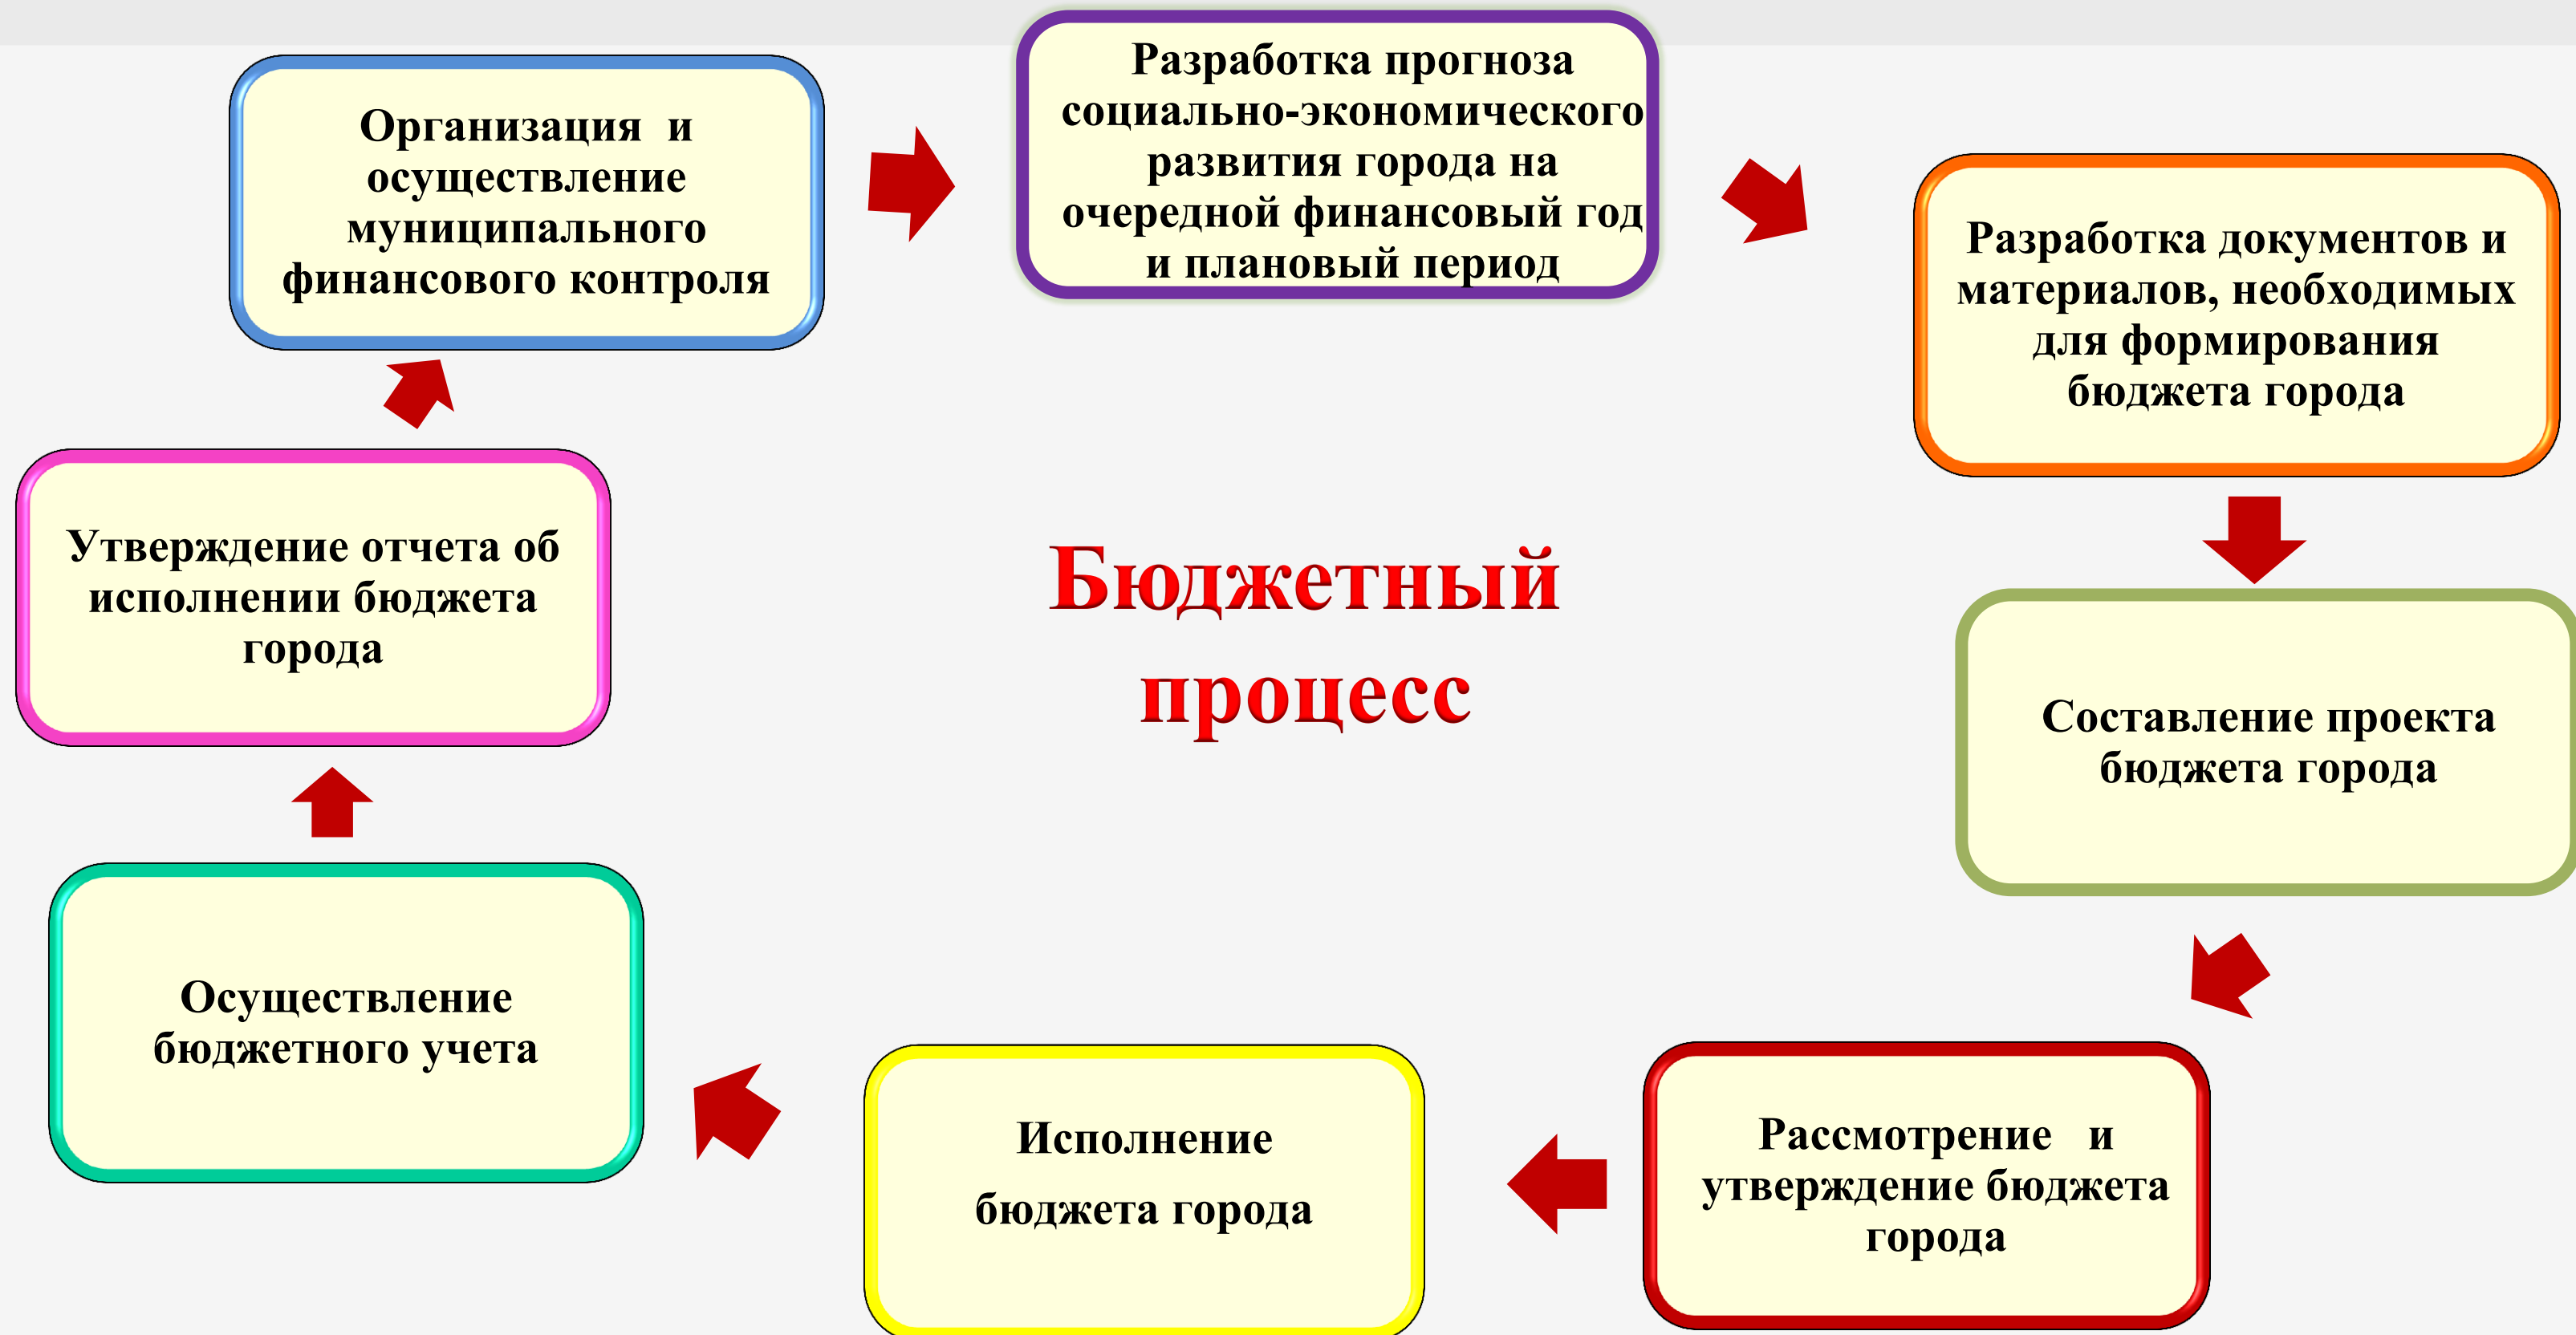 Организация и
осуществление
муниципального
финансового контроля
Разработка прогноза
социально-экономического
развития города на
очередной финансовый год
и плановый период
Разработка документов и
материалов, необходимых
для формирования
бюджета города
Утверждение отчета об
исполнении бюджета
города
Бюджетный
процесс
Составление проекта
бюджета города
Осуществление
бюджетного учета
Исполнение
бюджета города
Рассмотрение и
утверждение бюджета
города